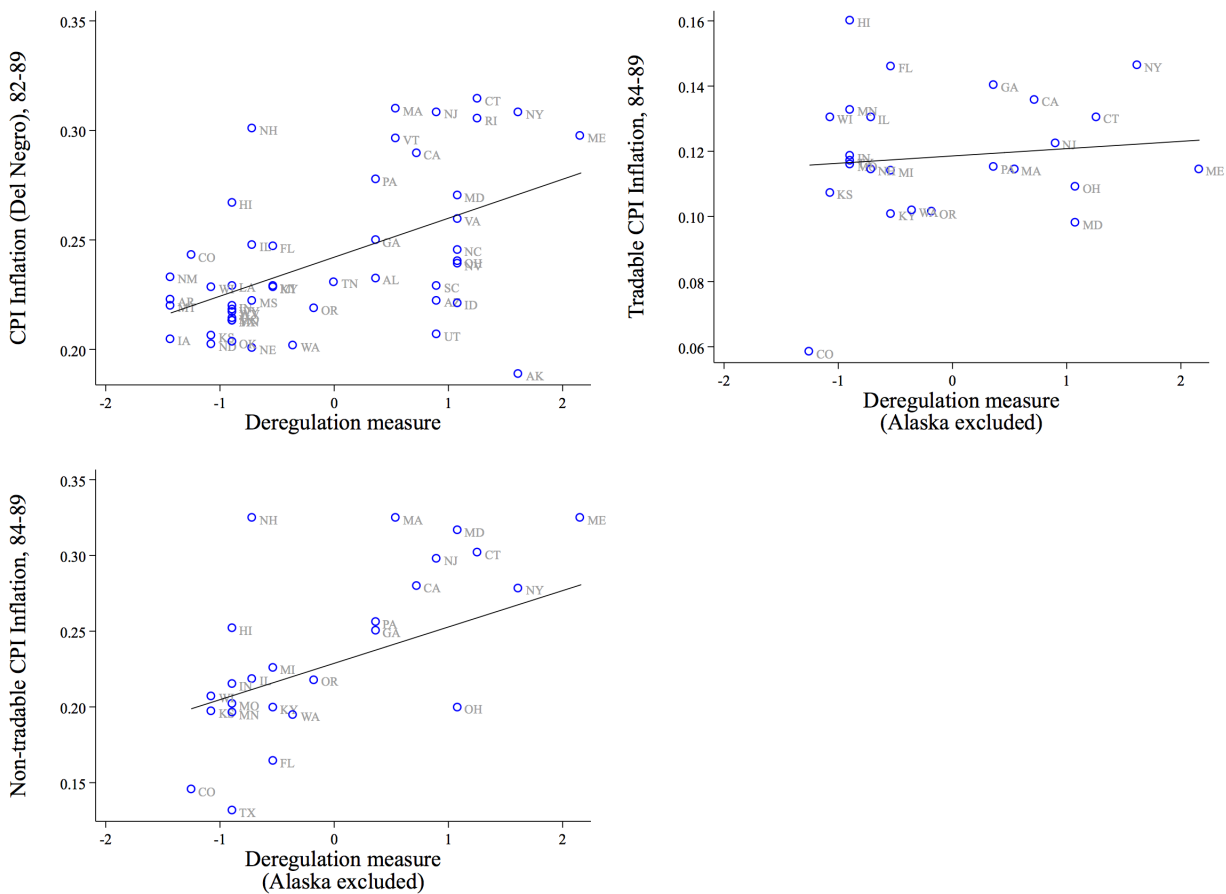 CPI Inflation (Del Negro), 82-89
0.35
0.30
0.25
0.20
NH
MA
NJ
CT
RI
NY
ME
VT
CA
PA
HI
MD
VA
CO
IL
FL
GA
NC
OH
NV
NM
LA
KY
TN
AL
SC
MS
ID
OR
UT
IA
KS
ND
OK
NE
WA
AK
-2
-1
0
1
2
Deregulation measure
Tradable CPI Inflation, 84-89
0.16
0.14
0.12
0.10
0.08
0.06
HI
FL
NY
GA
CA
MN
WI
IL
CT
NJ
IN
MO
NH
MI
PA
MA
ME
KS
KY
WA
OR
OH
MD
CO
-2
-1
0
1
2
Deregulation measure
(Alaska excluded)
Non-tradable CPI Inflation, 84-89
0.35
0.30
0.25
0.20
0.15
NH
MA
MD
ME
NJ
CT
CA
NY
PA
GA
HI
MI
IL
IN
OR
WI
MO
KS
MN
KY
WA
OH
FL
CO
TX
-2
-1
0
1
2
Deregulation measure
(Alaska excluded)